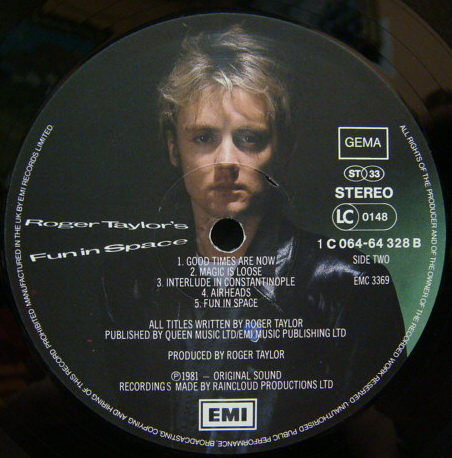 Roger Taylor's
Fun in Space
GEMA
ST 33
STEREO
LC 0148
1 C 064-64 328 B
SIDE TWO
EMC 3369
1. GOOD TIMES ARE NOW
2. MAGIC IS LOOSE
3. INTERLUDE IN CONSTANTINOPLE
4. AIRHEADS
5. FUN IN SPACE
ALL TITLES WRITTEN BY ROGER TAYLOR
PUBLISHED BY QUEEN MUSIC LTD/EMI MUSIC PUBLISHING LTD
PRODUCED BY ROGER TAYLOR
Ⓟ1981 — ORIGINAL SOUND
RECORDINGS MADE BY RAINCLOUD PRODUCTIONS LTD
EMI
ALL RIGHTS OF THE PRODUCER AND OF THE OWNER OF THE RECORDED WORK RESERVED. UNAUTHORISED PUBLIC PERFORMANCE, BROADCASTING, COPYING AND HIRING OF THIS RECORD PROHIBITED. MANUFACTURED IN THE UK BY EMI RECORDS LIMITED.